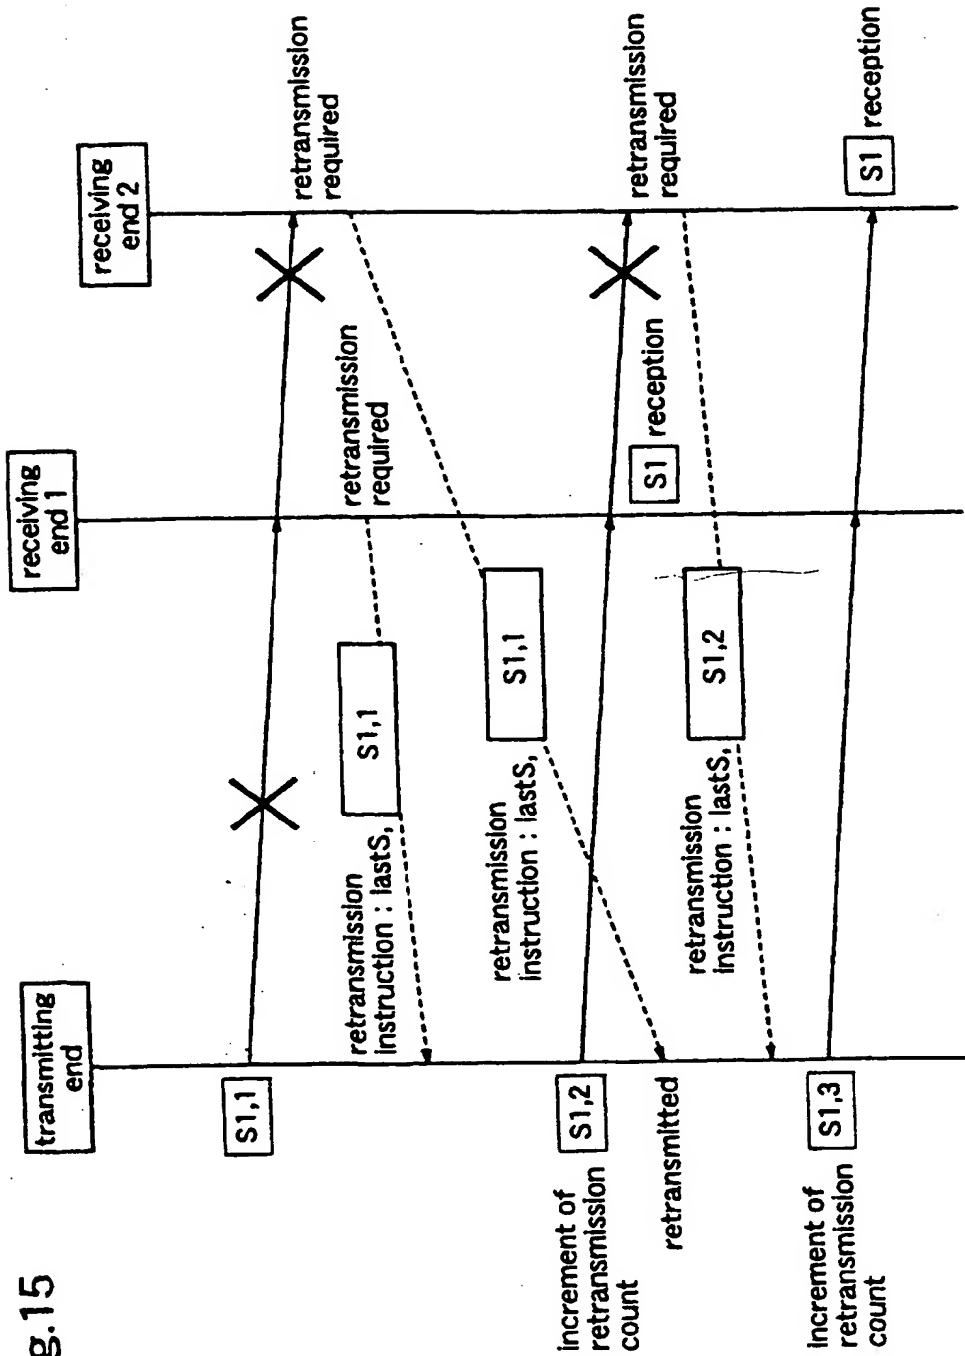 g.15
transmitting
end
receiving
end 1
receiving
end 2
S1,1
retransmission
required
retransmission
required
S1,1
retransmission
instruction : lastS,
S1,1
retransmission
instruction : lastS,
increment of
retransmission
count
S1,2
S1 reception
retransmission
required
retransmitted
S1,2
retransmission
instruction : lastS,
increment of
retransmission
count
S1,3
S1 reception